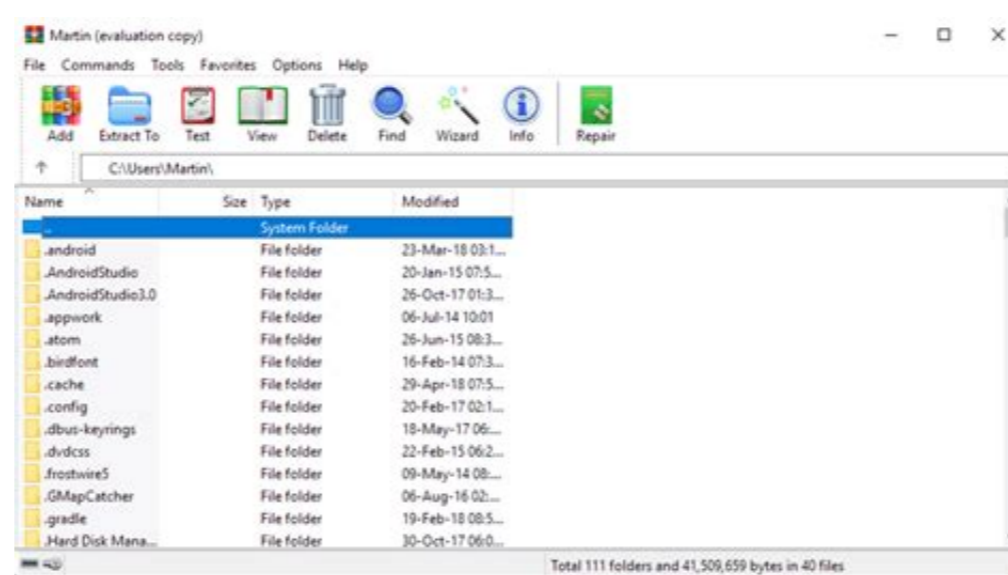 Martin (evaluation copy)
File Commands Tools Favorites Options Help
Add Extract To Test View Delete Find Wizard Info Repair
C:\Users\Martin\
Name Size Type Modified
.. System Folder
.android File folder 23-Mar-18 03:1...
.AndroidStudio File folder 20-Jan-15 07:5...
.AndroidStudio3.0 File folder 26-Oct-17 01:3...
.appwork File folder 06-Jul-14 10:01
.atom File folder 26-Jun-15 08:3...
.birdfont File folder 16-Feb-14 07:3...
.cache File folder 29-Apr-18 07:5...
.config File folder 20-Feb-17 02:1...
.dbus-keyrings File folder 18-May-17 06:...
.dvdcss File folder 22-Feb-15 06:2...
.frostwire5 File folder 09-May-14 08:...
.GMapCatcher File folder 06-Aug-16 02:...
.gradle File folder 19-Feb-18 08:5...
.Hard Disk Mana... File folder 30-Oct-17 06:0...
Total 111 folders and 41,509,659 bytes in 40 files